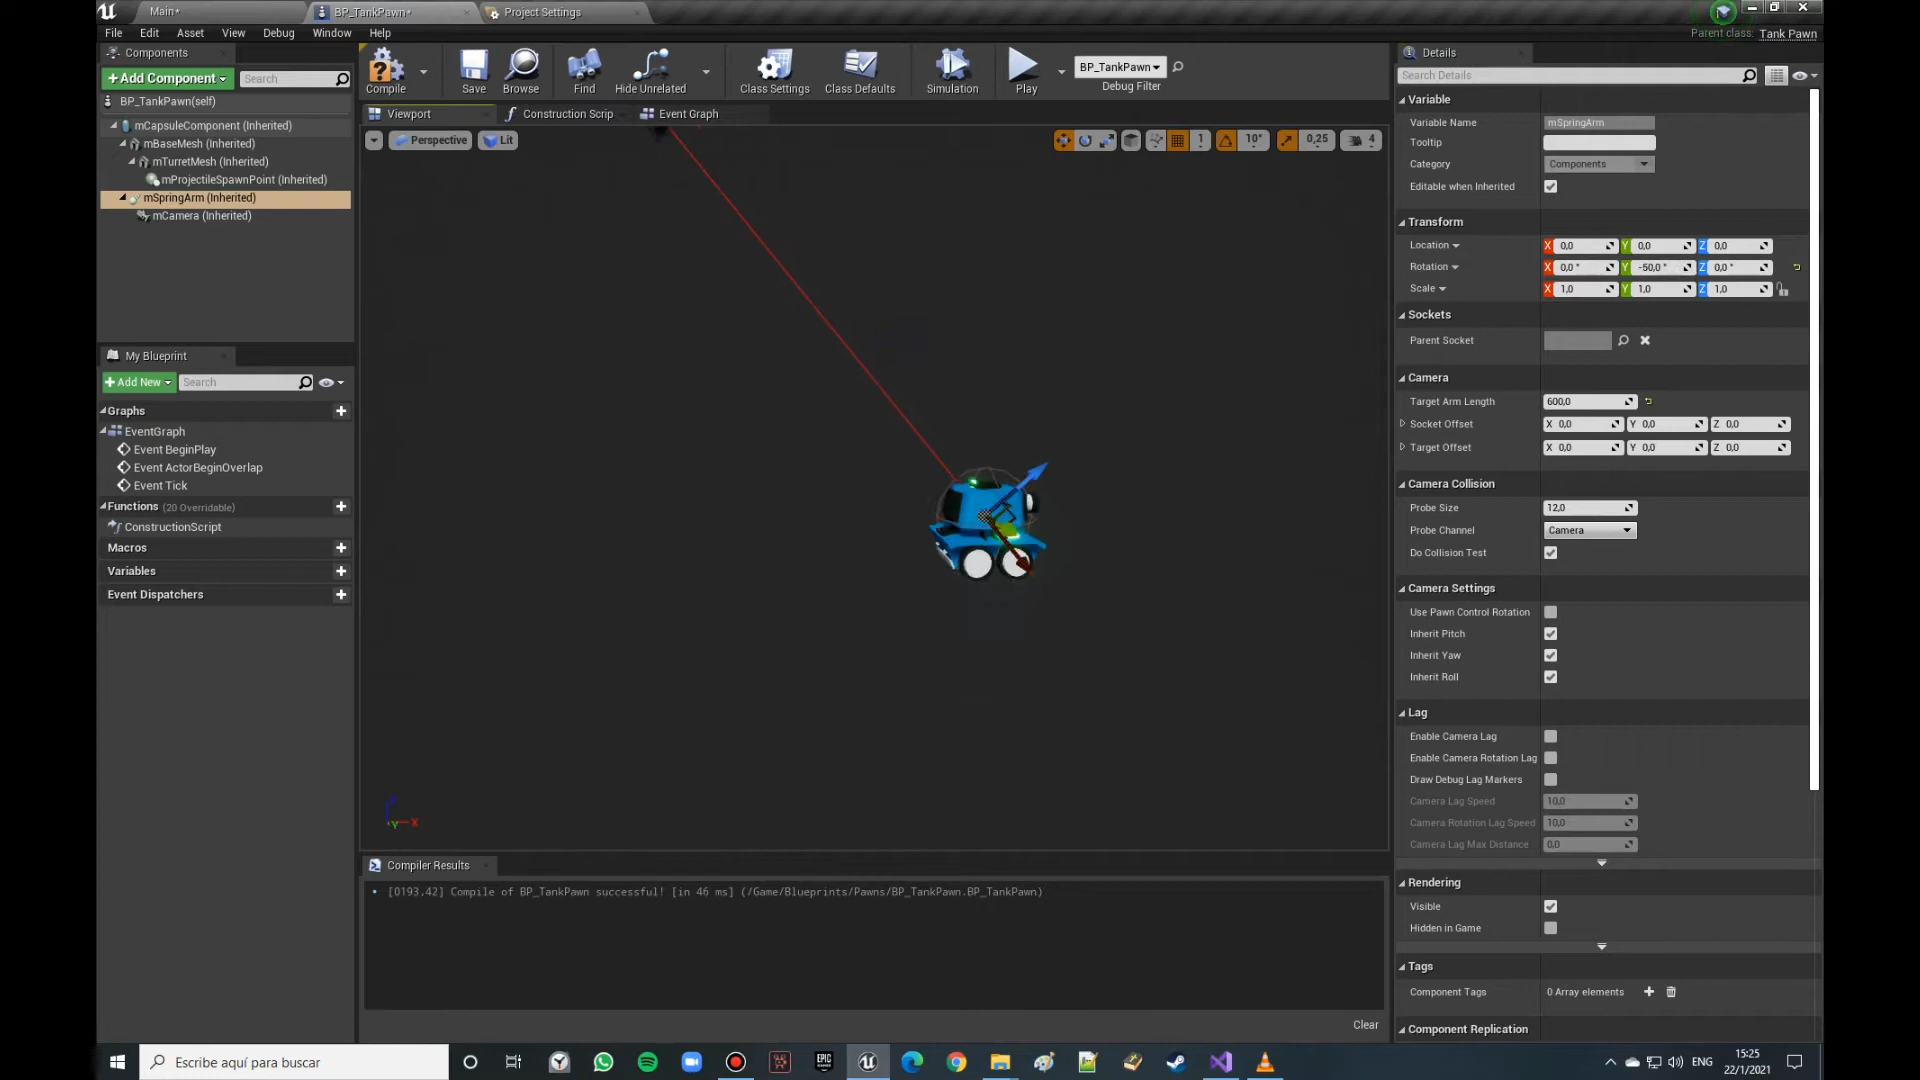 Main*
BP_TankPawn*
Project Settings
File Edit Asset View Debug Window Help
Parent class: Tank Pawn
Components
+Add Component
Search
BP_TankPawn(self)
mCapsuleComponent (Inherited)
mBaseMesh (Inherited)
mTurretMesh (Inherited)
mProjectileSpawnPoint (Inherited)
mSpringArm (Inherited)
mCamera (Inherited)
My Blueprint
+Add New
Search
Graphs
EventGraph
Event BeginPlay
Event ActorBeginOverlap
Event Tick
Functions (20 Overridable)
ConstructionScript
Macros
Variables
Event Dispatchers
Compile
Save
Browse
Find
Hide Unrelated
Class Settings
Class Defaults
Simulation
Play
BP_TankPawn
Debug Filter
Viewport
Construction Scrip
Event Graph
Perspective
Lit
1
10°
0,25
4
Z
Y
X
Compiler Results
[0193,42] Compile of BP_TankPawn successful! [in 46 ms] (/Game/Blueprints/Pawns/BP_TankPawn.BP_TankPawn)
Clear
Details
Search Details
Variable
Variable Name mSpringArm
Tooltip
Category Components
Editable when Inherited
Transform
Location X 0,0 Y 0,0 Z 0,0
Rotation X 0,0 ° Y -50,0 ° Z 0,0 °
Scale X 1,0 Y 1,0 Z 1,0
Sockets
Parent Socket
Camera
Target Arm Length 600,0
Socket Offset X 0,0 Y 0,0 Z 0,0
Target Offset X 0,0 Y 0,0 Z 0,0
Camera Collision
Probe Size 12,0
Probe Channel Camera
Do Collision Test
Camera Settings
Use Pawn Control Rotation
Inherit Pitch
Inherit Yaw
Inherit Roll
Lag
Enable Camera Lag
Enable Camera Rotation Lag
Draw Debug Lag Markers
Camera Lag Speed 10,0
Camera Rotation Lag Speed 10,0
Camera Lag Max Distance 0,0
Rendering
Visible
Hidden in Game
Tags
Component Tags 0 Array elements
Component Replication
Escribe aquí para buscar
EPIC
ENG
15:25
22/1/2021